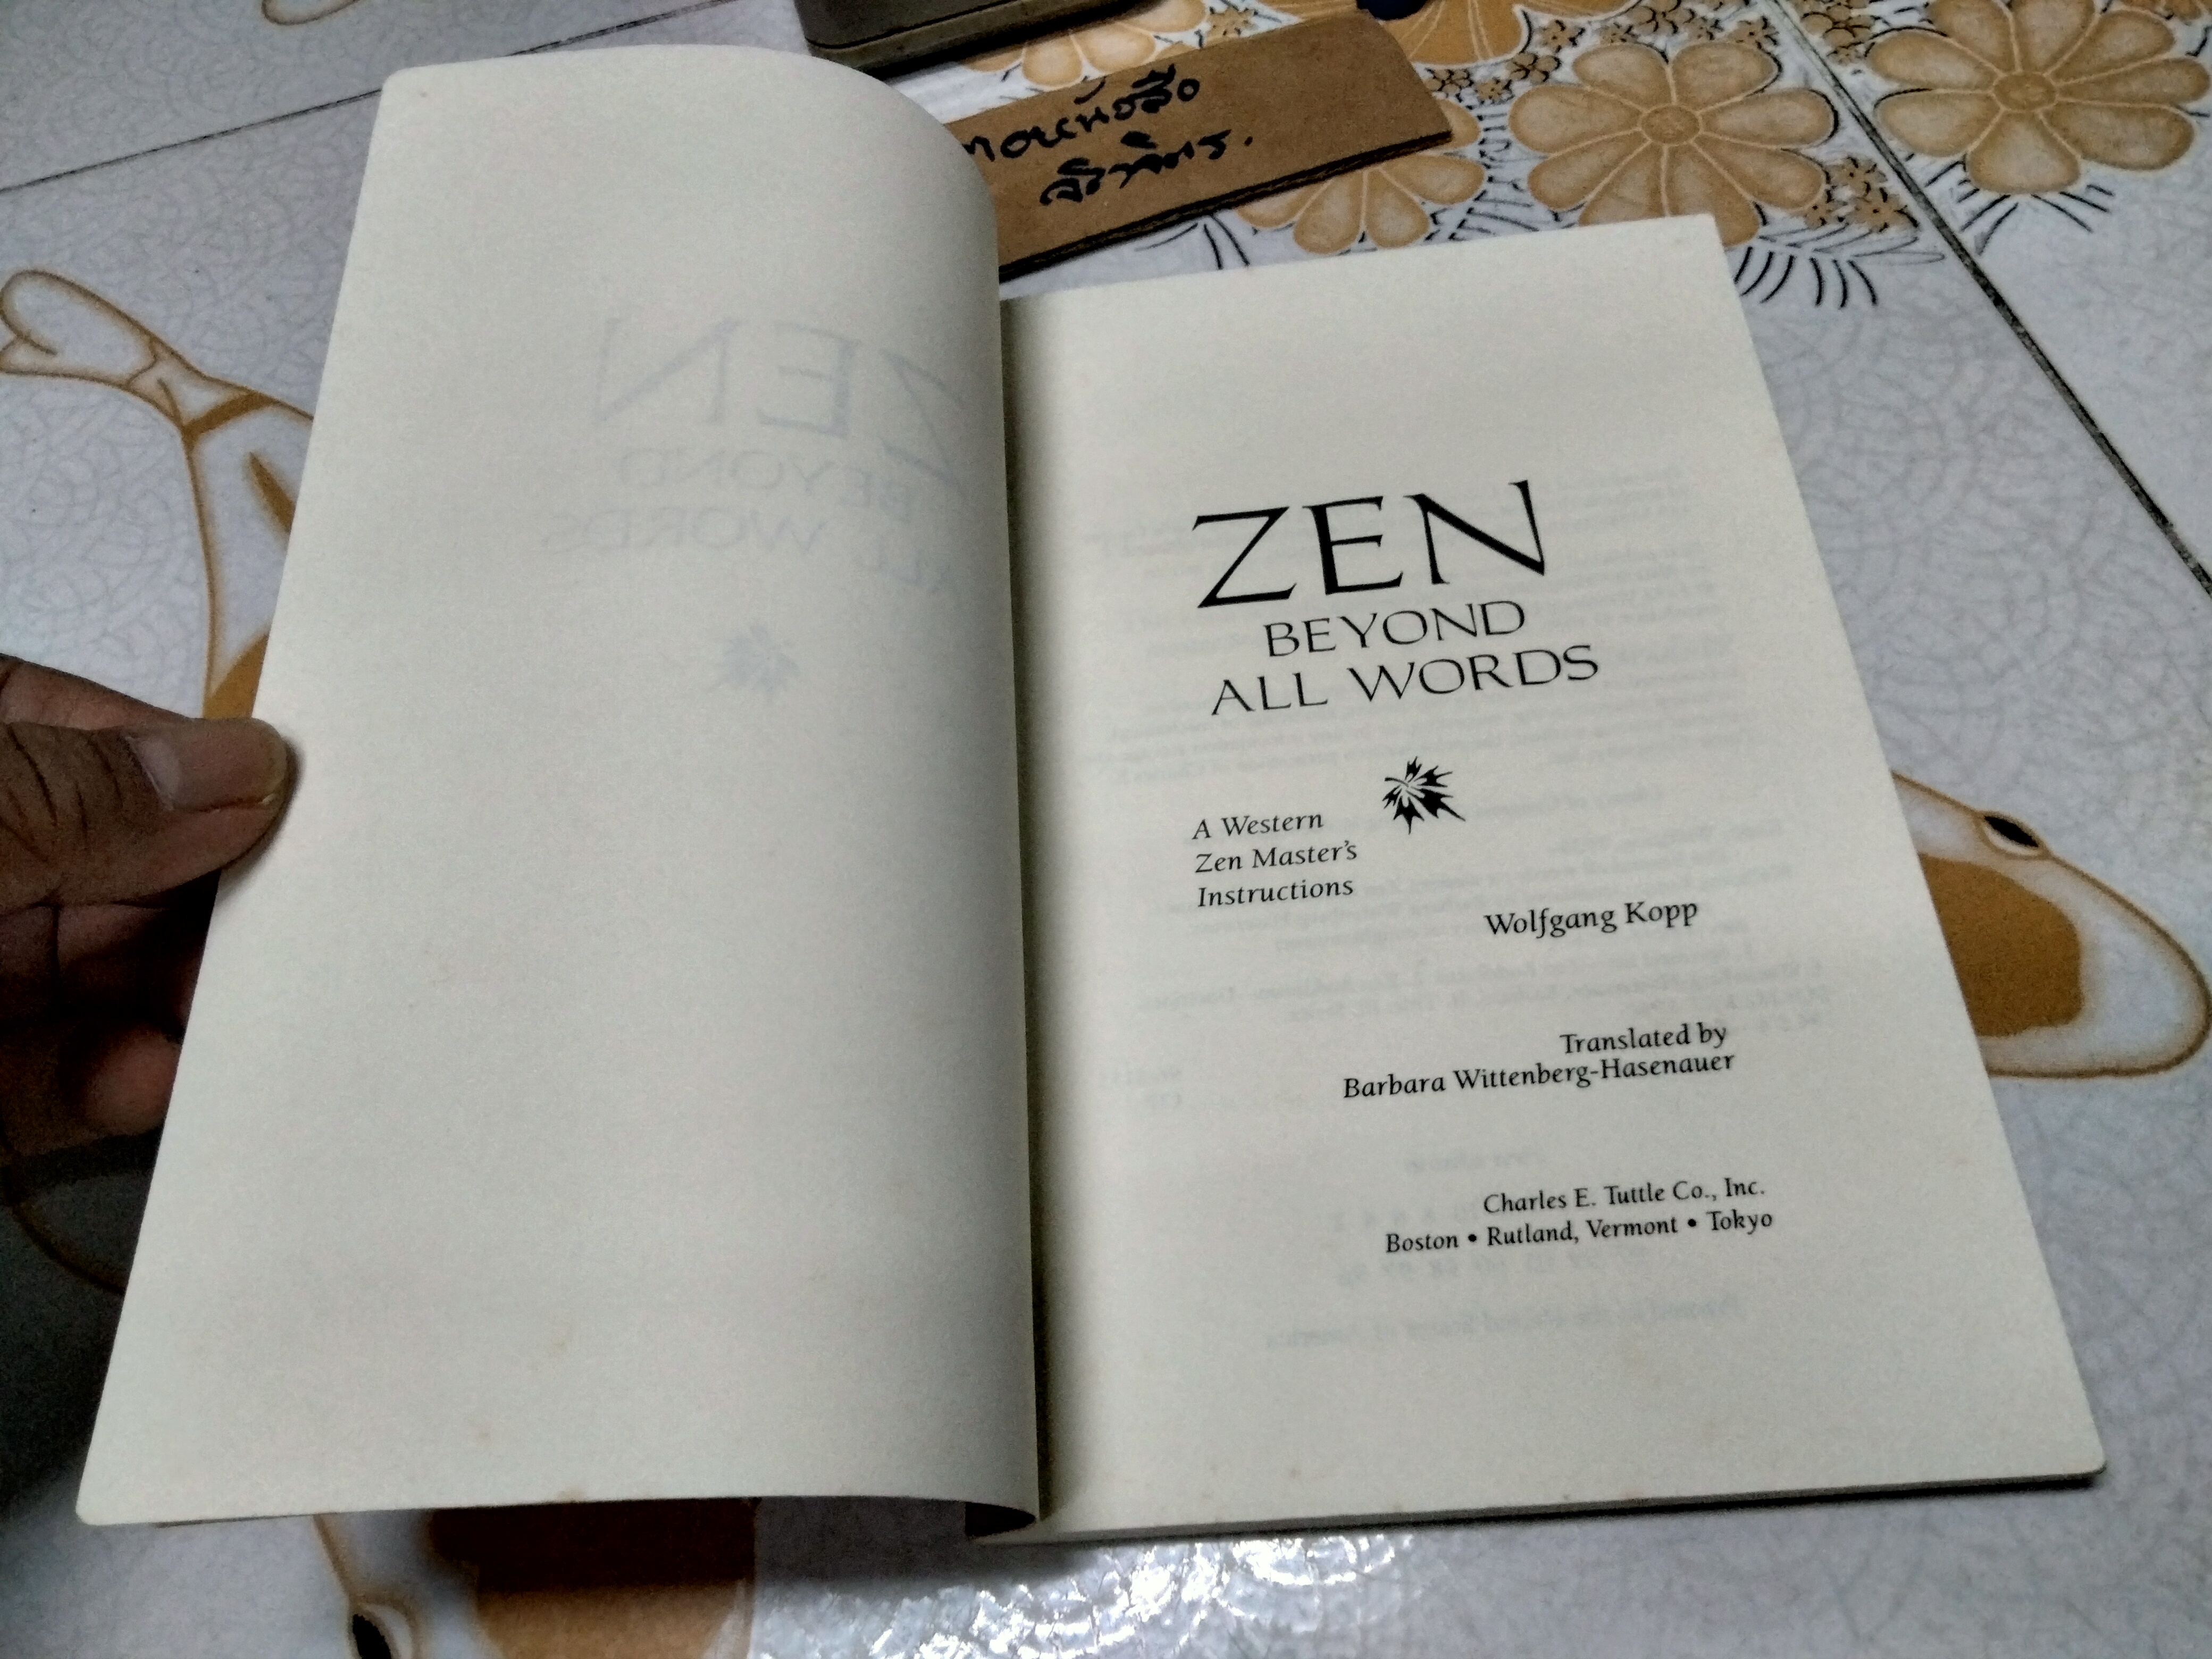 ZEN
BEYOND
ALL WORDS
A Western
Zen Master's
Instructions
Wolfgang Kopp
Translated by
Barbara Wittenberg-Hasenauer
Charles E. Tuttle Co., Inc.
Boston • Rutland, Vermont • Tokyo